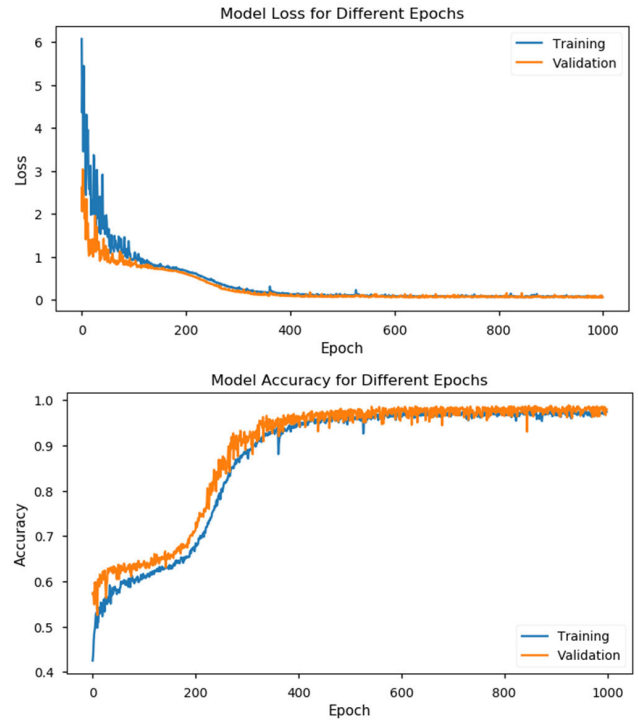 Model Loss for Different Epochs
6
5
4
3
2
1
0
Loss
Training
Validation
0 200 400 600 800 1000
Epoch
Model Accuracy for Different Epochs
1.0
0.9
0.8
0.7
0.6
0.5
0.4
Accuracy
Training
Validation
0 200 400 600 800 1000
Epoch